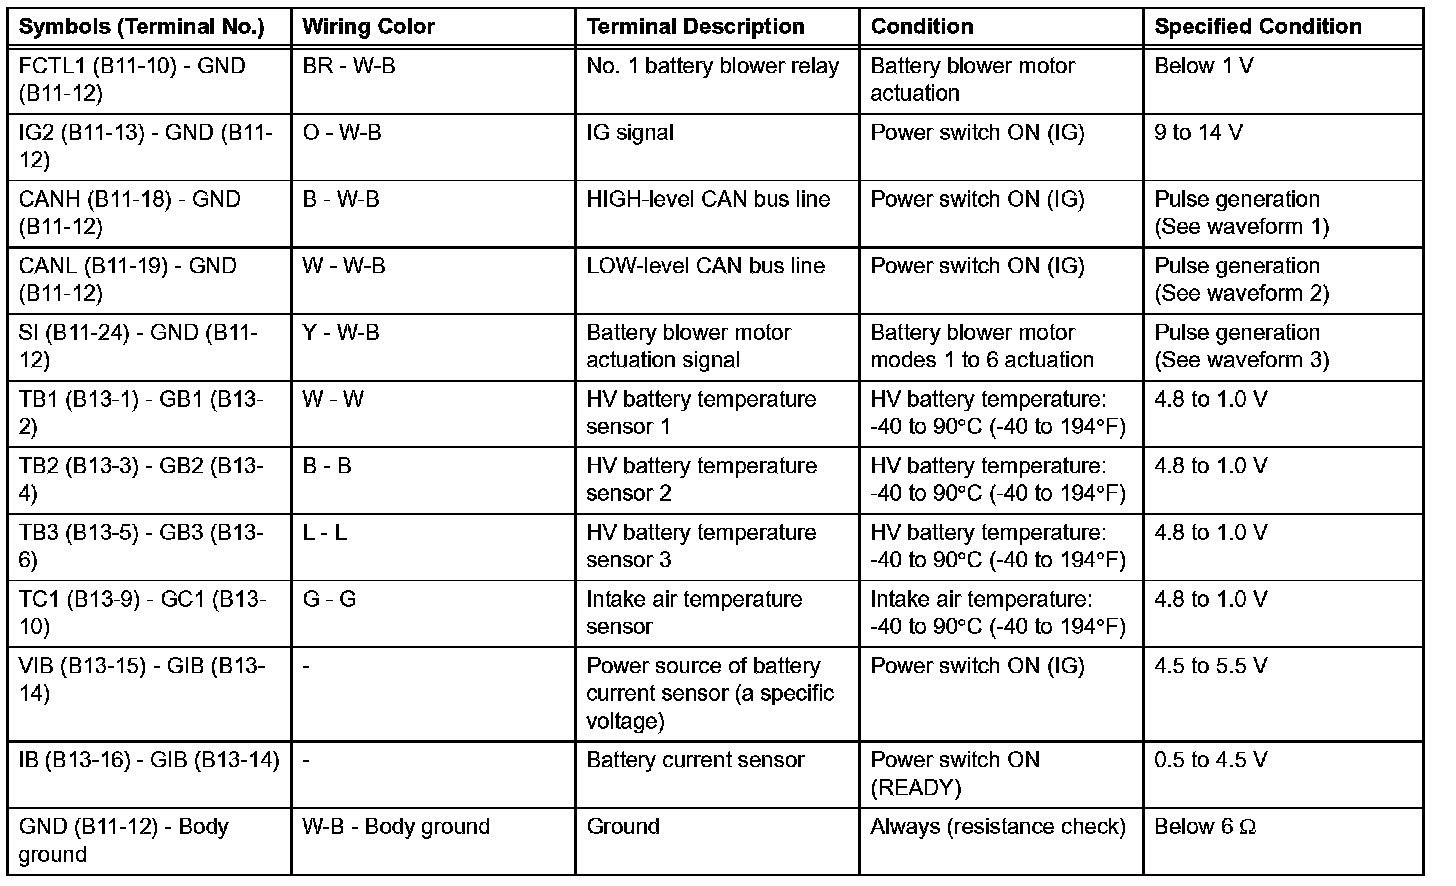 Symbols (Terminal No.) Wiring Color Terminal Description Condition Specified Condition
FCTL1 (B11-10) - GND BR - W-B No. 1 battery blower relay Battery blower motor Below 1 V
(B11-12) actuation
IG2 (B11-13) - GND (B11- O - W-B IG signal Power switch ON (IG) 9 to 14 V
12)
CANH (B11-18) - GND B - W-B HIGH-level CAN bus line Power switch ON (IG) Pulse generation
(B11-12) (See waveform 1)
CANL (B11-19) - GND W - W-B LOW-level CAN bus line Power switch ON (IG) Pulse generation
(B11-12) (See waveform 2)
SI (B11-24) - GND (B11- Y - W-B Battery blower motor Battery blower motor Pulse generation
12) actuation signal modes 1 to 6 actuation (See waveform 3)
TB1 (B13-1) - GB1 (B13- W - W HV battery temperature HV battery temperature: 4.8 to 1.0 V
2) sensor 1 -40 to 90°C (-40 to 194°F)
TB2 (B13-3) - GB2 (B13- B - B HV battery temperature HV battery temperature: 4.8 to 1.0 V
4) sensor 2 -40 to 90°C (-40 to 194°F)
TB3 (B13-5) - GB3 (B13- L - L HV battery temperature HV battery temperature: 4.8 to 1.0 V
6) sensor 3 -40 to 90°C (-40 to 194°F)
TC1 (B13-9) - GC1 (B13- G - G Intake air temperature Intake air temperature: 4.8 to 1.0 V
10) sensor -40 to 90°C (-40 to 194°F)
VIB (B13-15) - GIB (B13- - Power source of battery Power switch ON (IG) 4.5 to 5.5 V
14) current sensor (a specific
voltage)
IB (B13-16) - GIB (B13-14) - Battery current sensor Power switch ON 0.5 to 4.5 V
(READY)
GND (B11-12) - Body W-B - Body ground Ground Always (resistance check) Below 6 Ω
ground